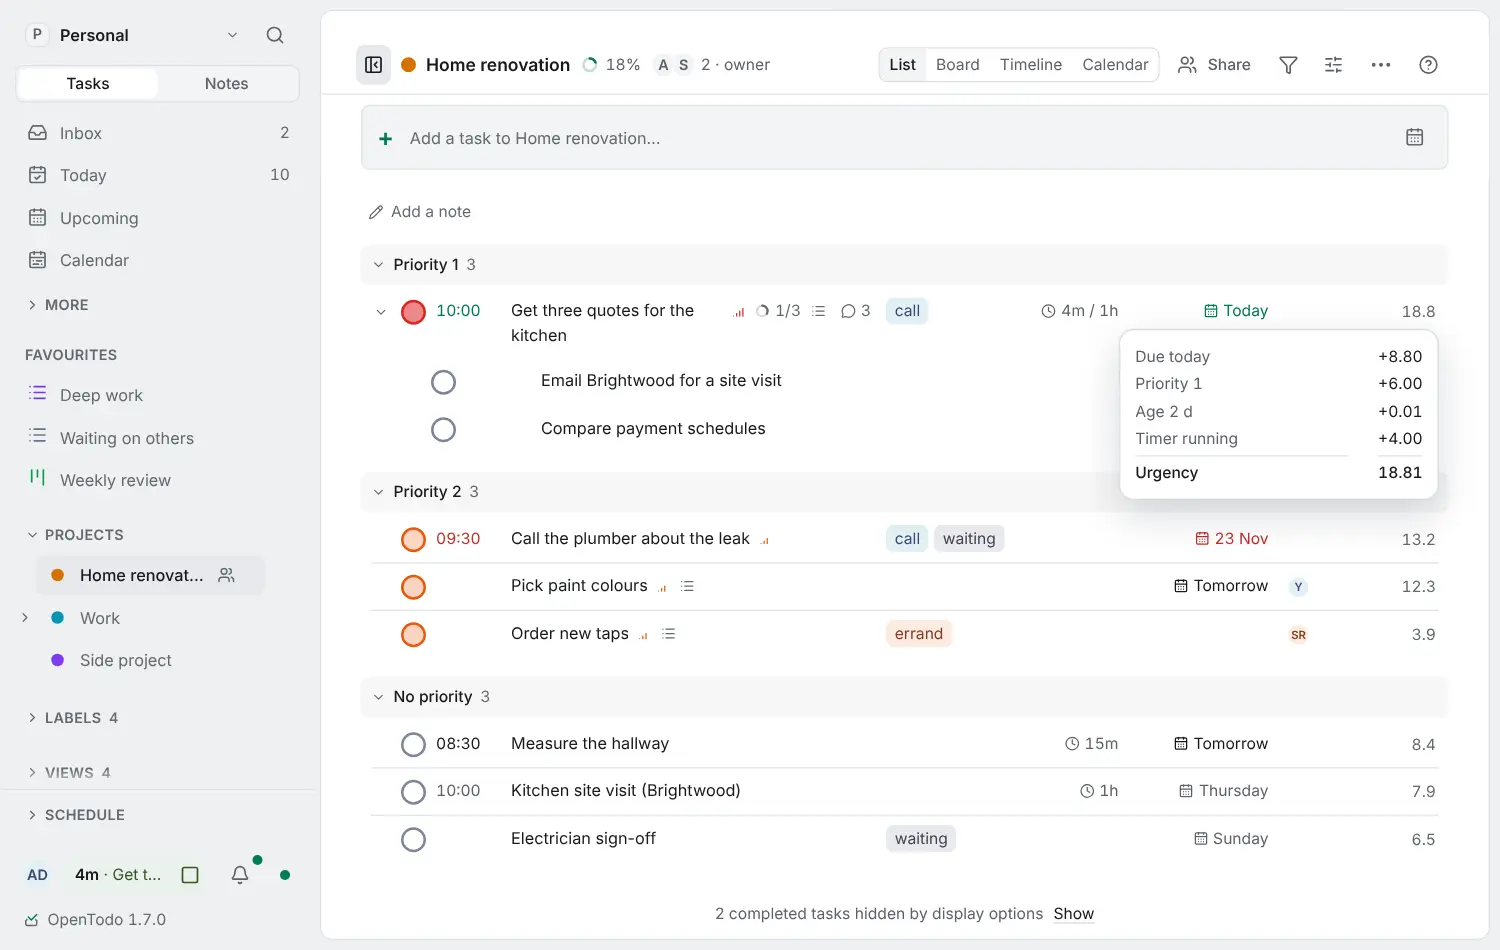 P Personal
Tasks Notes
Inbox 2
Today 10
Upcoming
Calendar
MORE
FAVOURITES
Deep work
Waiting on others
Weekly review
PROJECTS
Home renovat...
Work
Side project
LABELS 4
VIEWS 4
SCHEDULE
AD 4m · Get t...
OpenTodo 1.7.0
Home renovation 18% A S 2 · owner List Board Timeline Calendar Share
Add a task to Home renovation...
Add a note
Priority 1 3
10:00 Get three quotes for the kitchen 1/3 3 call 4m / 1h Today 18.8
Email Brightwood for a site visit
Compare payment schedules
Due today +8.80
Priority 1 +6.00
Age 2 d +0.01
Timer running +4.00
Urgency 18.81
Priority 2 3
09:30 Call the plumber about the leak call waiting 23 Nov 13.2
Pick paint colours Tomorrow Y 12.3
Order new taps errand SR 3.9
No priority 3
08:30 Measure the hallway 15m Tomorrow 8.4
10:00 Kitchen site visit (Brightwood) 1h Thursday 7.9
Electrician sign-off waiting Sunday 6.5
2 completed tasks hidden by display options Show